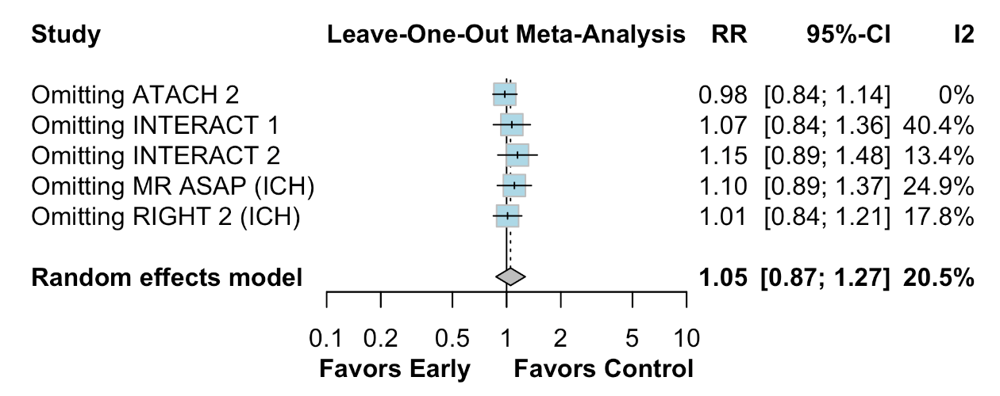 Study Leave-One-Out Meta-Analysis RR 95%-CI I2
Omitting ATACH 2 0.98 [0.84; 1.14] 0%
Omitting INTERACT 1 1.07 [0.84; 1.36] 40.4%
Omitting INTERACT 2 1.15 [0.89; 1.48] 13.4%
Omitting MR ASAP (ICH) 1.10 [0.89; 1.37] 24.9%
Omitting RIGHT 2 (ICH) 1.01 [0.84; 1.21] 17.8%
Random effects model 1.05 [0.87; 1.27] 20.5%
0.1 0.2 0.5 1 2 5 10
Favors Early Favors Control